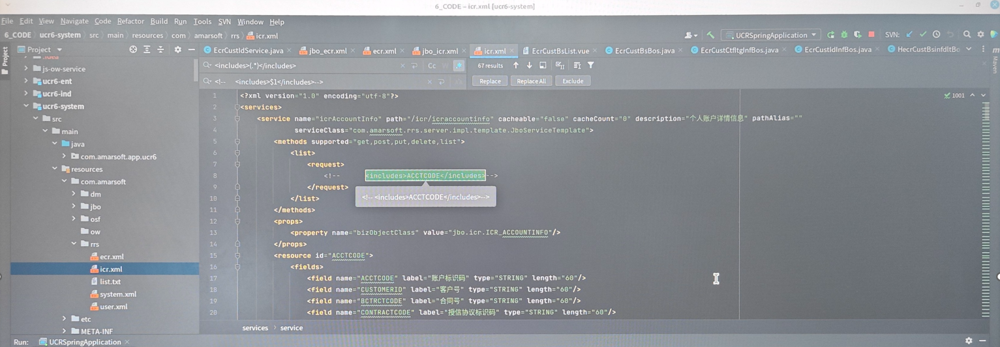 6_CODE – icr.xml [ucr6-system]
File Edit View Navigate Code Refactor Build Run Tools SVN Window Help
6_CODE ucr6-system src main resources com amarsoft rrs icr.xml UCRSpringApplication SVN:
Project
EcrCustIdService.java jbo_ecr.xml ecr.xml jbo_icr.xml icr.xml EcrCustBsList.vue EcrCustBsBos.java EcrCustCtfItgInfBos.java EcrCustIdInfBos.java HecrCustBsinfditBo
Project
Maven
<includes>(.*)</includes> Cc W 67 results
<!-- <includes>$1</includes>--> Replace Replace All Exclude
.idea
js-ow-service
ucr6-ent
ucr6-ind
ucr6-system
src
main
java
com.amarsoft.app.ucr6
resources
com.amarsoft
dm
jbo
osf
ow
rrs
ecr.xml
icr.xml
list.txt
system.xml
user.xml
etc
META-INF
1001
1 <?xml version="1.0" encoding="utf-8"?>
2 <services>
3 <service name="icrAccountInfo" path="/icr/icraccountinfo" cacheable="false" cacheCount="0" description="个人账户详情信息" pathAlias=""
4 serviceClass="com.amarsoft.rrs.server.impl.template.JboServiceTemplate">
5 <methods supported="get,post,put,delete,list">
6 <list>
7 <request>
8 <!-- <includes>ACCTCODE</includes>-->
9 </request>
<!-- <includes>ACCTCODE</includes>-->
10 </list>
11 </methods>
12 <props>
13 <property name="bizObjectClass" value="jbo.icr.ICR_ACCOUNTINFO"/>
14 </props>
15 <resource id="ACCTCODE">
16 <fields>
17 <field name="ACCTCODE" label="账户标识码" type="STRING" length="60"/>
18 <field name="CUSTOMERID" label="客户号" type="STRING" length="60"/>
19 <field name="BCTRCTCODE" label="合同号" type="STRING" length="60"/>
20 <field name="CONTRACTCODE" label="授信协议标识码" type="STRING" length="60"/>
services service
Run: UCRSpringApplication